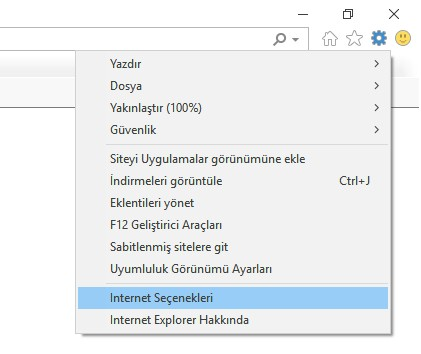 Yazdır
Dosya
Yakınlaştır (100%)
Güvenlik
Siteyi Uygulamalar görünümüne ekle
İndirmeleri görüntüle Ctrl+J
Eklentileri yönet
F12 Geliştirici Araçları
Sabitlenmiş sitelere git
Uyumluluk Görünümü Ayarları
Internet Seçenekleri
Internet Explorer Hakkında